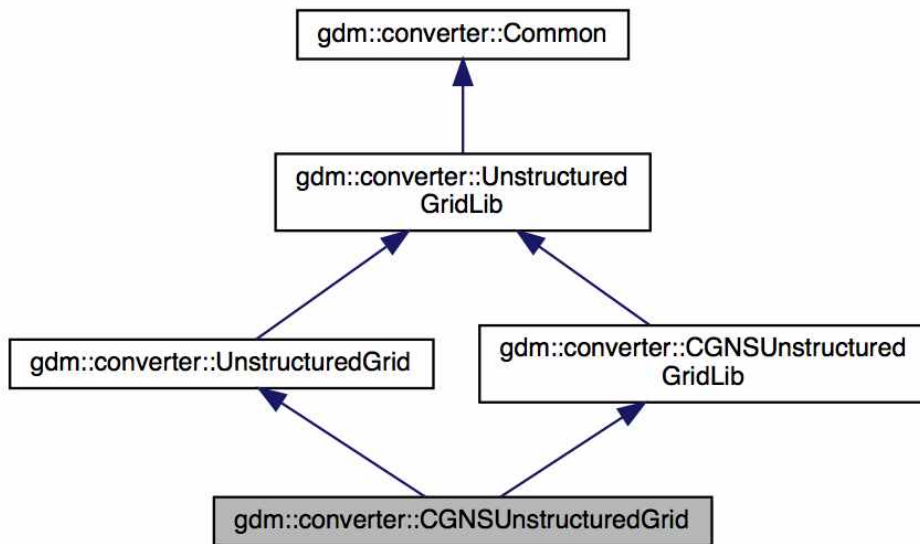 gdm::converter::Common
gdm::converter::Unstructured
GridLib
gdm::converter::UnstructuredGrid
gdm::converter::CGNSUnstructured
GridLib
gdm::converter::CGNSUnstructuredGrid